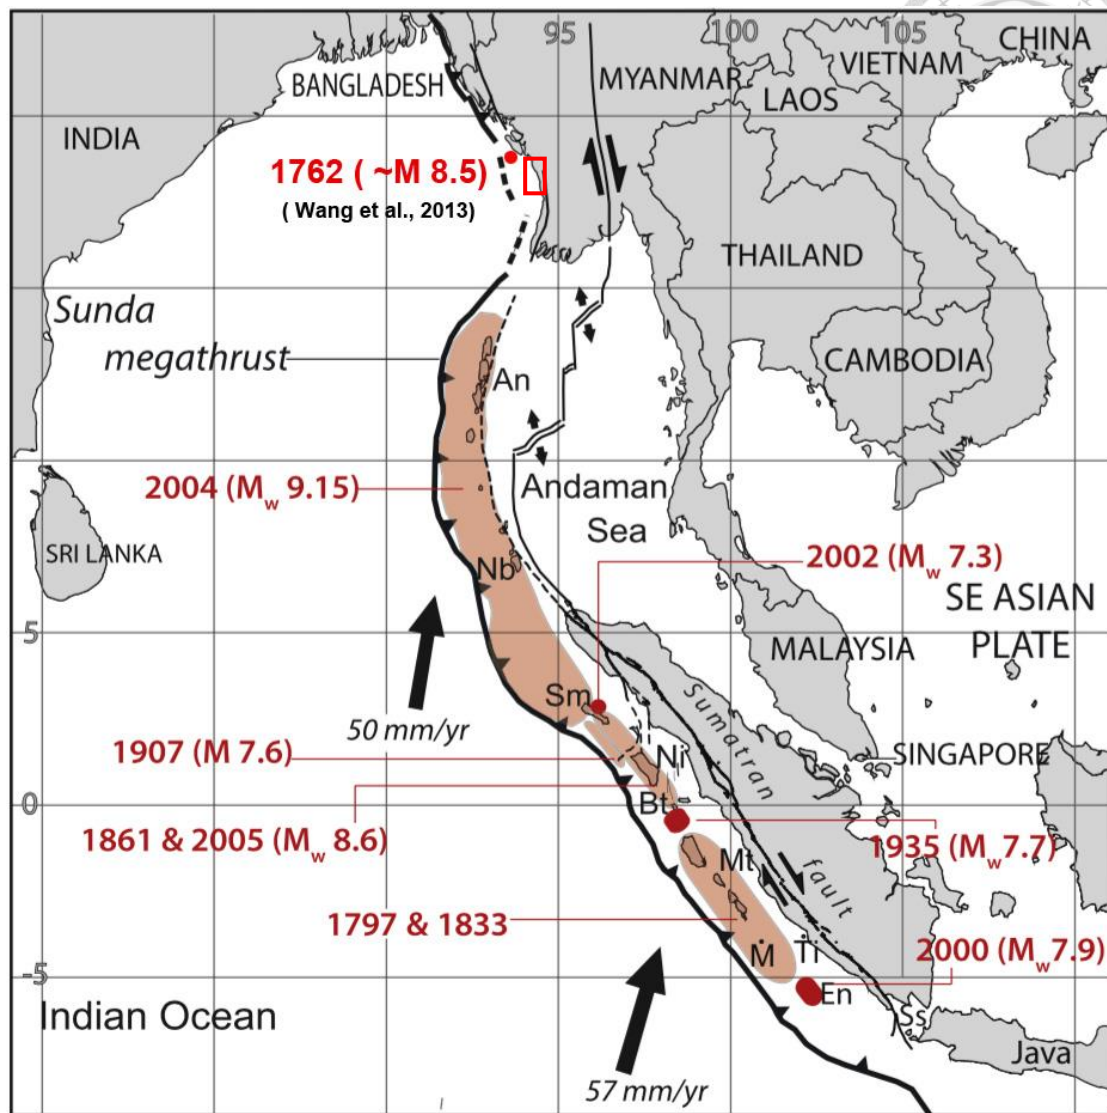 95
100
105
CHINA
BANGLADESH
MYANMAR
VIETNAM
LAOS
INDIA
1762 ( ~M 8.5)
( Wang et al., 2013)
THAILAND
Sunda
megathrust
CAMBODIA
An
2004 (Mw 9.15)
Andaman
Sea
SRI LANKA
Nb
2002 (Mw 7.3)
SE ASIAN
PLATE
5
MALAYSIA
Sm
Sumatran
fault
50 mm/yr
1907 (M 7.6)
Ni
SINGAPORE
0
Bt
1861 & 2005 (Mw 8.6)
1935 (Mw 7.7)
Mt
1797 & 1833
M
Ti
2000 (Mw 7.9)
-5
En
Indian Ocean
Ss
Java
57 mm/yr